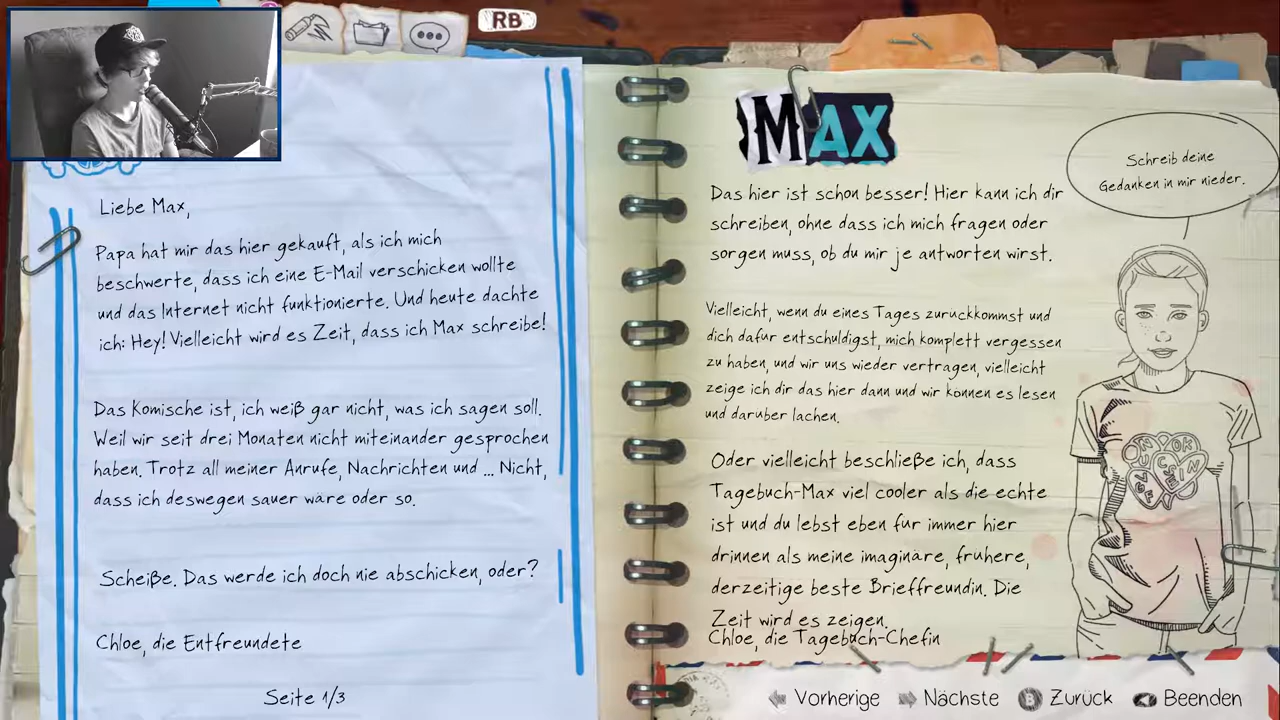 RB
Liebe Max,
Papa hat mir das hier gekauft, als ich mich
beschwerte, dass ich eine E-Mail verschicken wollte
und das Internet nicht funktionierte. Und heute dachte
ich: Hey! Vielleicht wird es Zeit, dass ich Max schreibe!
Das Komische ist, ich weiß gar nicht, was ich sagen soll.
Weil wir seit drei Monaten nicht miteinander gesprochen
haben. Trotz all meiner Anrufe, Nachrichten und ... Nicht,
dass ich deswegen sauer ware oder so.
Scheiße. Das werde ich doch nie abschicken, oder?
Chloe, die Entfreundete
Seite 1/3
MAX
Das hier ist schon besser! Hier kann ich dir
schreiben, ohne dass ich mich fragen oder
sorgen muss, ob du mir je antworten wirst.
Vielleicht, wenn du eines Tages zuruckkommst und
dich dafur entschuldigst, mich komplett vergessen
zu haben, und wir uns wieder vertragen, vielleicht
zeige ich dir das hier dann und wir konnen es lesen
und daruber lachen.
Oder vielleicht beschließe ich, dass
Tagebuch-Max viel cooler als die echte
ist und du lebst eben fur immer hier
drinnen als meine imaginare, fruhere,
derzeitige beste Brieffreundin. Die
Zeit wird es zeigen.
Chloe, die Tagebuch-Chefin
Schreib deine
Gedanken in mir nieder.
Vorherige
Nächste
B Zurück
Beenden